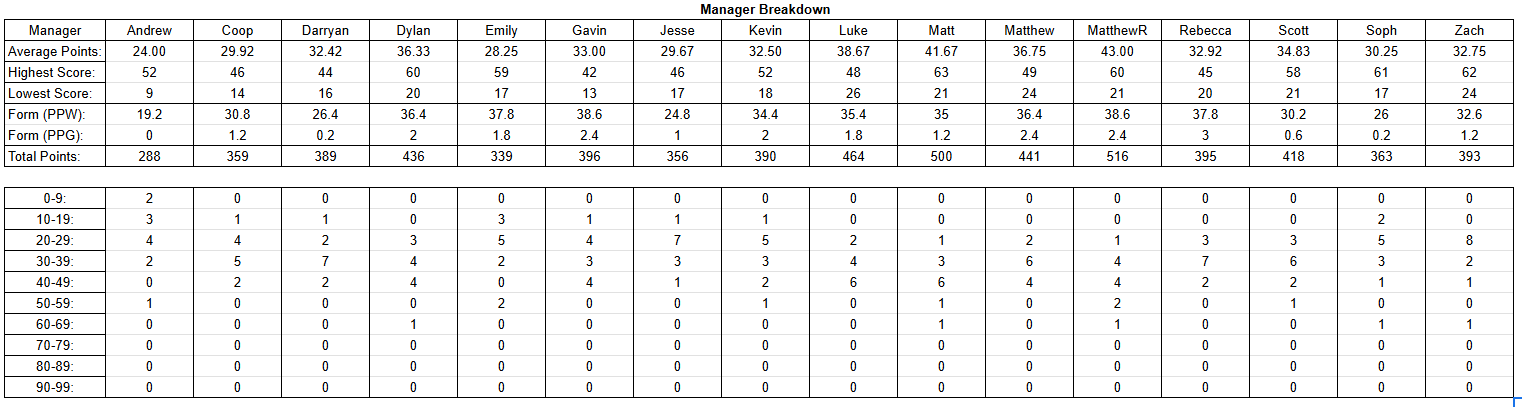 Manager Breakdown
Manager Andrew Coop Darryan Dylan Emily Gavin Jesse Kevin Luke Matt Matthew MatthewR Rebecca Scott Soph Zach
Average Points: 24.00 29.92 32.42 36.33 28.25 33.00 29.67 32.50 38.67 41.67 36.75 43.00 32.92 34.83 30.25 32.75
Highest Score: 52 46 44 60 59 42 46 52 48 63 49 60 45 58 61 62
Lowest Score: 9 14 16 20 17 13 17 18 26 21 24 21 20 21 17 24
Form (PPW): 19.2 30.8 26.4 36.4 37.8 38.6 24.8 34.4 35.4 35 36.4 38.6 37.8 30.2 26 32.6
Form (PPG): 0 1.2 0.2 2 1.8 2.4 1 2 1.8 1.2 2.4 2.4 3 0.6 0.2 1.2
Total Points: 288 359 389 436 339 396 356 390 464 500 441 516 395 418 363 393
0-9: 2 0 0 0 0 0 0 0 0 0 0 0 0 0 0 0
10-19: 3 1 1 0 3 1 1 1 0 0 0 0 0 0 2 0
20-29: 4 4 2 3 5 4 7 5 2 1 2 1 3 3 5 8
30-39: 2 5 7 4 2 3 3 3 4 3 6 4 7 6 3 2
40-49: 0 2 2 4 0 4 1 2 6 6 4 4 2 2 1 1
50-59: 1 0 0 0 2 0 0 1 0 1 0 2 0 1 0 0
60-69: 0 0 0 1 0 0 0 0 0 1 0 1 0 0 1 1
70-79: 0 0 0 0 0 0 0 0 0 0 0 0 0 0 0 0
80-89: 0 0 0 0 0 0 0 0 0 0 0 0 0 0 0 0
90-99: 0 0 0 0 0 0 0 0 0 0 0 0 0 0 0 0